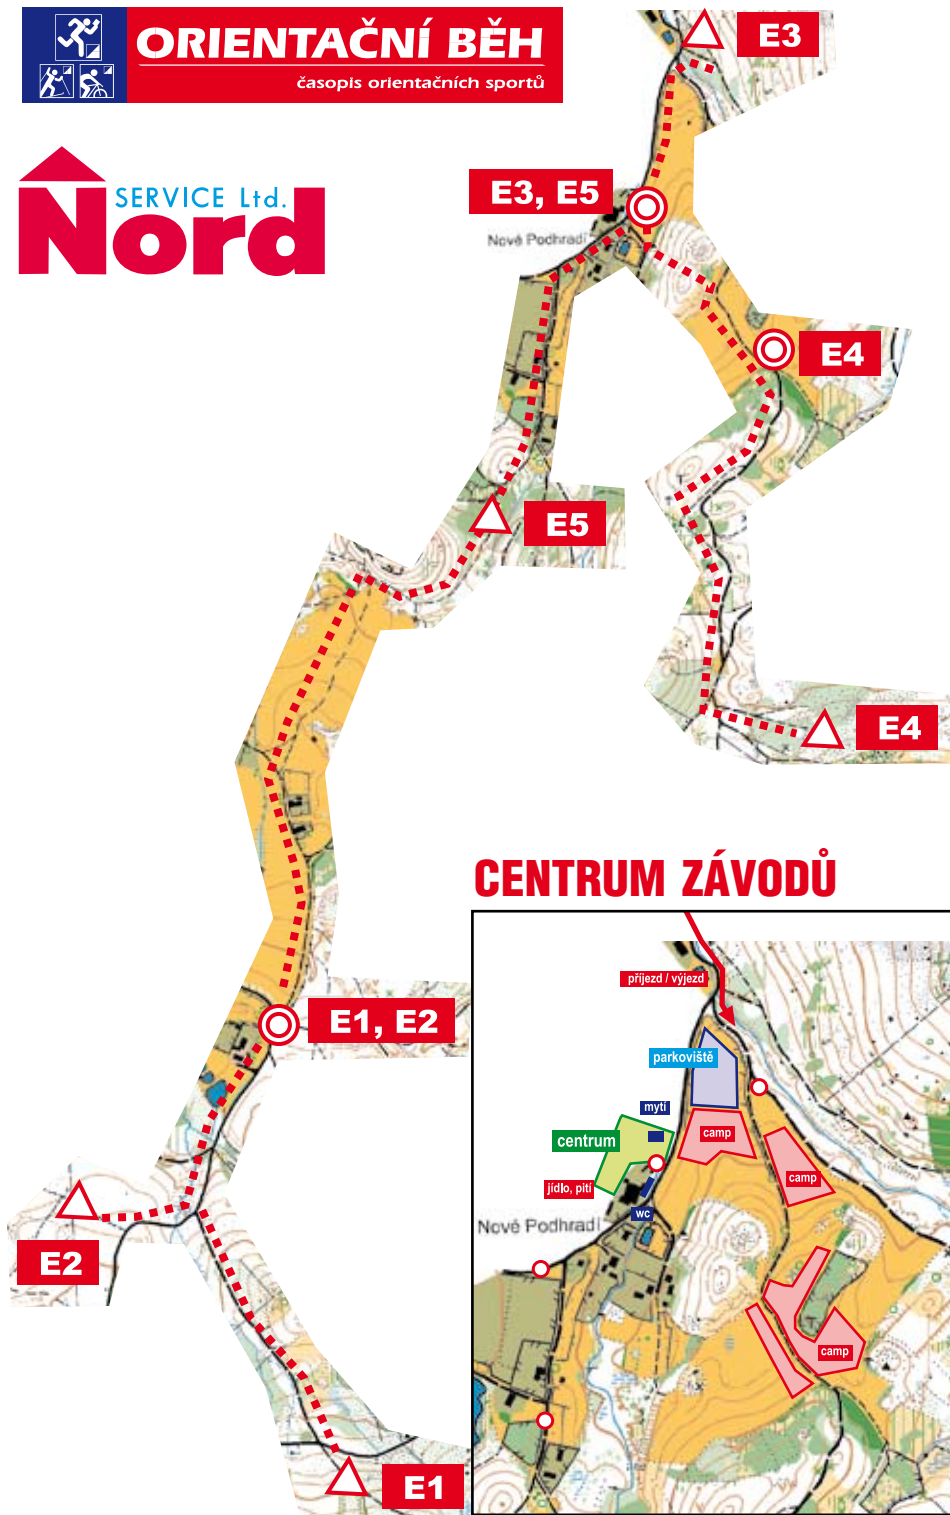 ORIENTAČNÍ BĚH
časopis orientačních sportů
SERVICE Ltd.
Nord
E3
E3, E5
Nové Podhradí
E4
E5
E4
E1, E2
E2
E1
CENTRUM ZÁVODŮ
příjezd / výjezd
parkoviště
mytí
centrum
camp
camp
jídlo, pití
wc
Nové Podhradí
camp